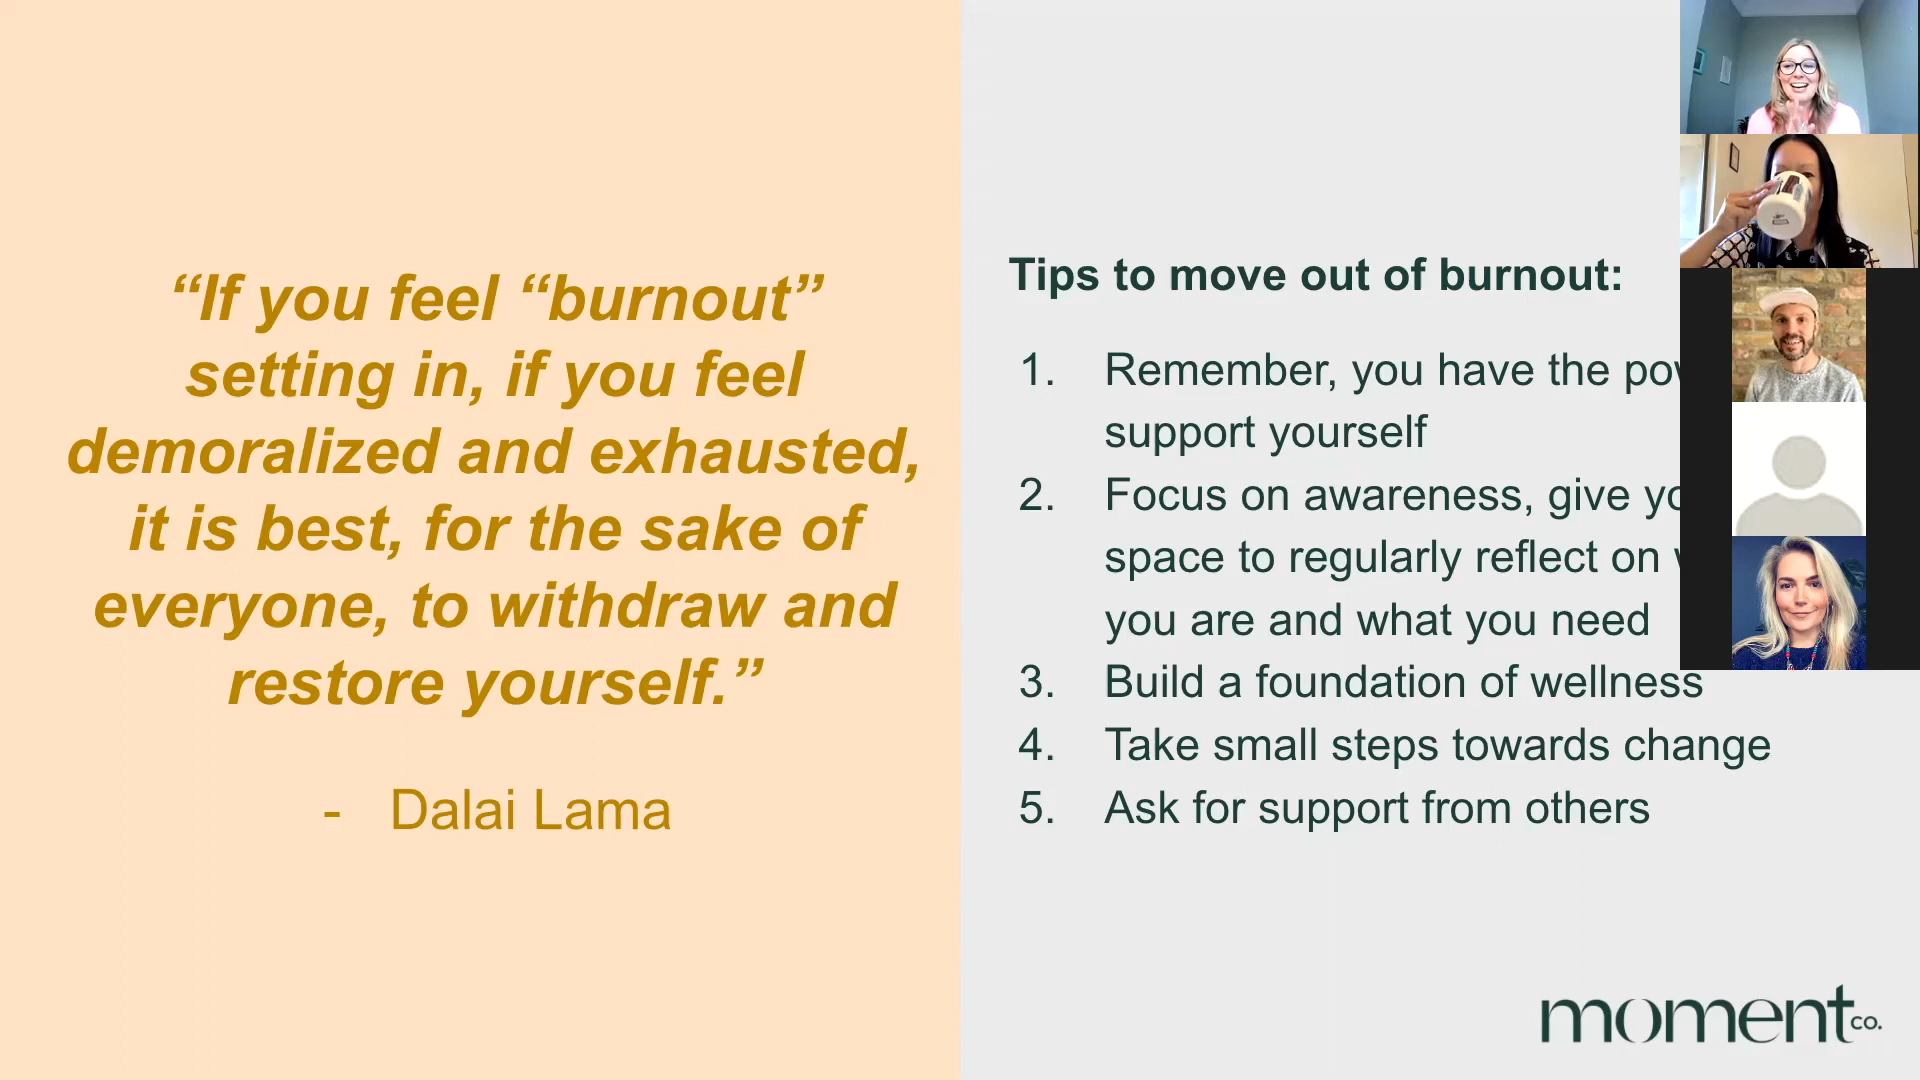 “If you feel “burnout”
setting in, if you feel
demoralized and exhausted,
it is best, for the sake of
everyone, to withdraw and
restore yourself.”
- Dalai Lama
Tips to move out of burnout:
1. Remember, you have the
support yourself
2. Focus on awareness, give
space to regularly reflect on
you are and what you need
3. Build a foundation of wellness
4. Take small steps towards change
5. Ask for support from others
moment co.